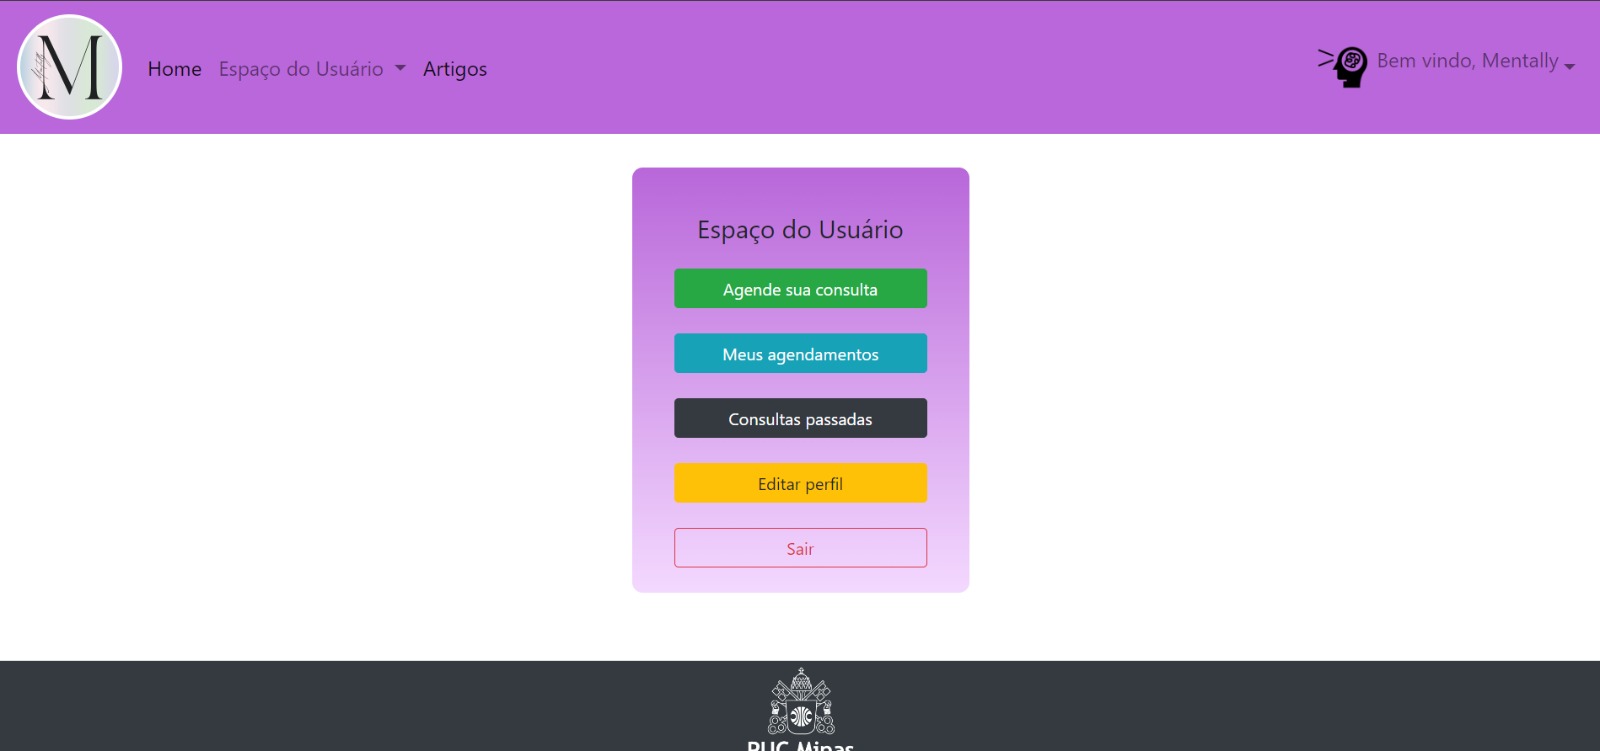 M
Home Espaço do Usuário Artigos
Bem vindo, Mentally
Espaço do Usuário
Agende sua consulta
Meus agendamentos
Consultas passadas
Editar perfil
Sair
PUC Minas